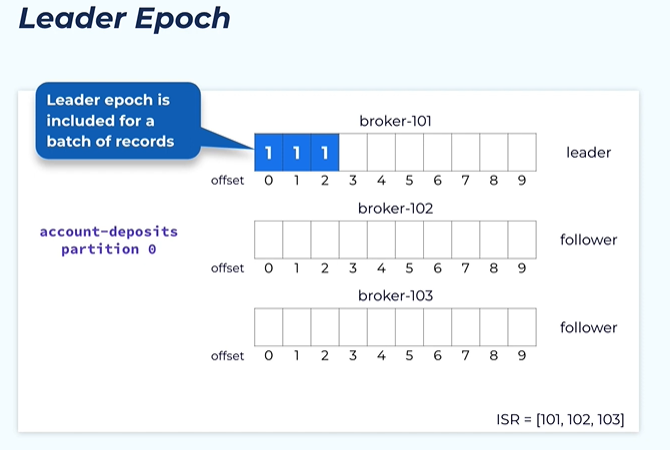 Leader Epoch
Leader epoch is
included for a
batch of records
broker-101
1 1 1
leader
offset 0 1 2 3 4 5 6 7 8 9
broker-102
account-deposits
partition 0
follower
offset 0 1 2 3 4 5 6 7 8 9
broker-103
follower
offset 0 1 2 3 4 5 6 7 8 9
ISR = [101, 102, 103]